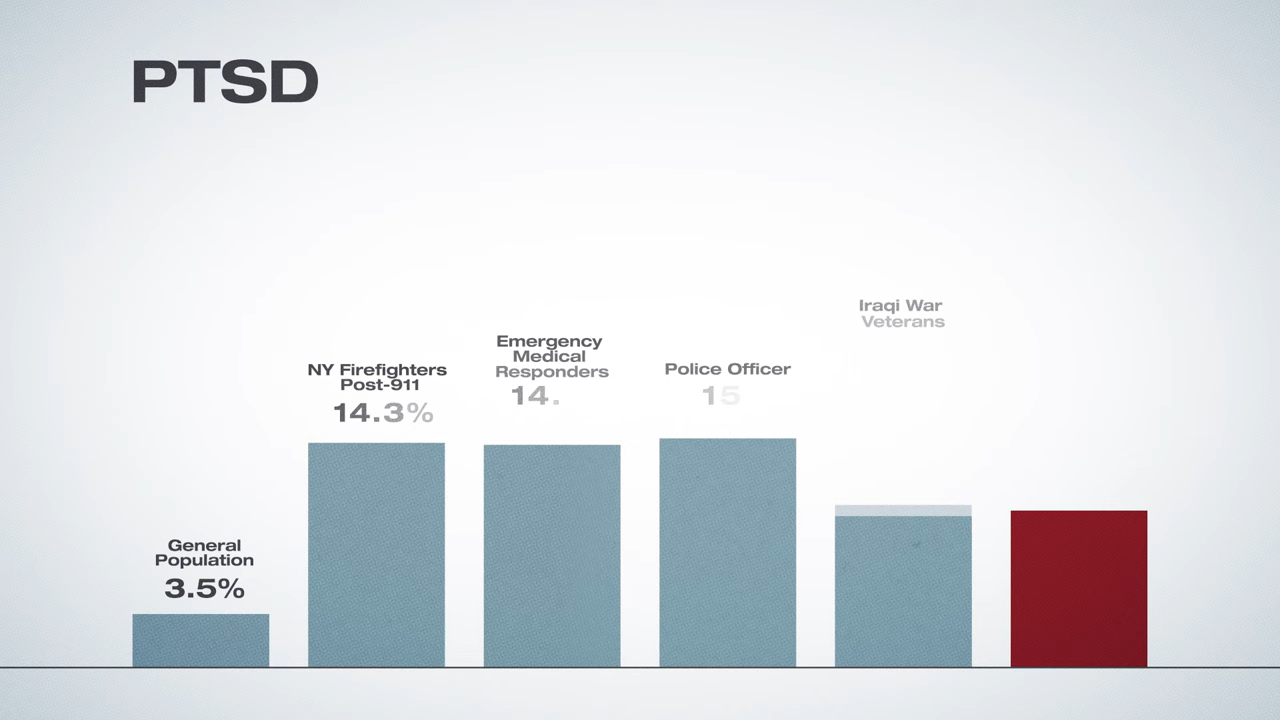 PTSD
General
Population
3.5%
NY Firefighters
Post-911
14.3%
Emergency
Medical
Responders
14.
Police Officer
15
Iraqi War
Veterans